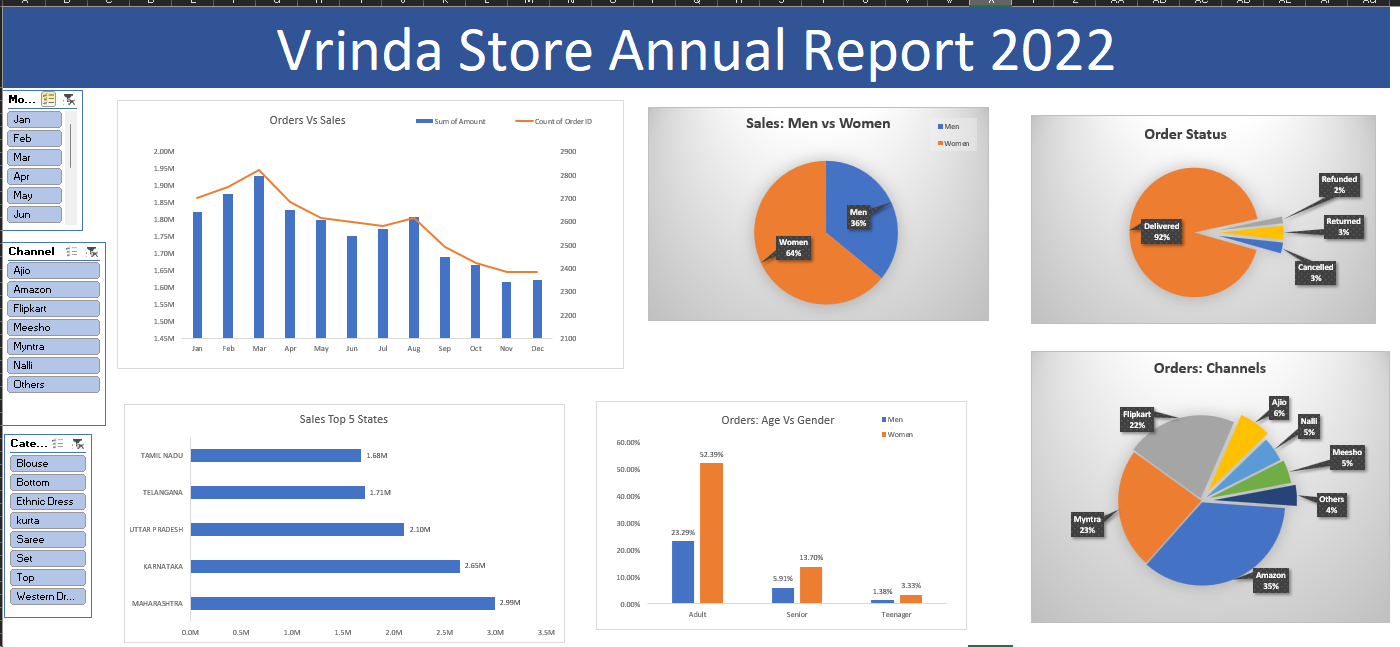 Vrinda Store Annual Report 2022
Mo...
Jan
Feb
Mar
Apr
May
Jun
Channel
Ajio
Amazon
Flipkart
Meesho
Myntra
Nalli
Others
Cate...
Blouse
Bottom
Ethnic Dress
kurta
Saree
Set
Top
Western Dr...
Orders Vs Sales
Sum of Amount
Count of Order ID
2.00M
1.95M
1.90M
1.85M
1.80M
1.75M
1.70M
1.65M
1.60M
1.55M
1.50M
1.45M
2900
2800
2700
2600
2500
2400
2300
2200
2100
Jan Feb Mar Apr May Jun Jul Aug Sep Oct Nov Dec
Sales: Men vs Women
Men
Women
Men
36%
Women
64%
Order Status
Refunded
2%
Returned
3%
Delivered
92%
Cancelled
3%
Sales Top 5 States
TAMIL NADU 1.68M
TELANGANA 1.71M
UTTAR PRADESH 2.10M
KARNATAKA 2.65M
MAHARASHTRA 2.99M
0.0M 0.5M 1.0M 1.5M 2.0M 2.5M 3.0M 3.5M
Orders: Age Vs Gender
Men
Women
60.00%
50.00%
40.00%
30.00%
20.00%
10.00%
0.00%
23.29%
52.39%
5.91%
13.70%
1.38%
3.33%
Adult Senior Teenager
Orders: Channels
Ajio
6%
Flipkart
22%
Nalli
5%
Meesho
5%
Others
4%
Myntra
23%
Amazon
35%